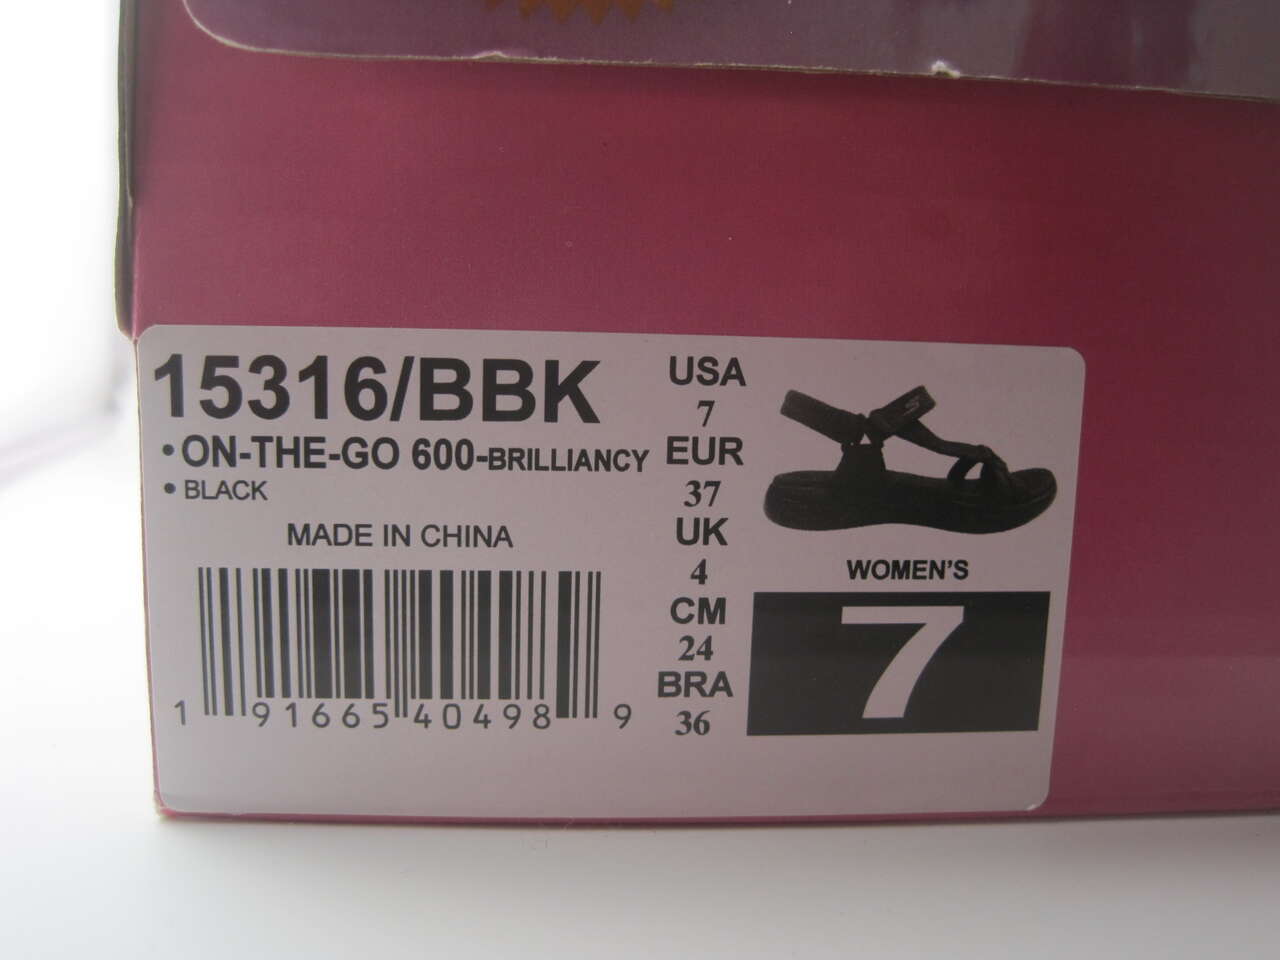 15316/BBK
• ON-THE-GO 600-BRILLIANCY
• BLACK
MADE IN CHINA
1 91665 40498 9
USA
7
EUR
37
UK
4
CM
24
BRA
36
WOMEN'S
7